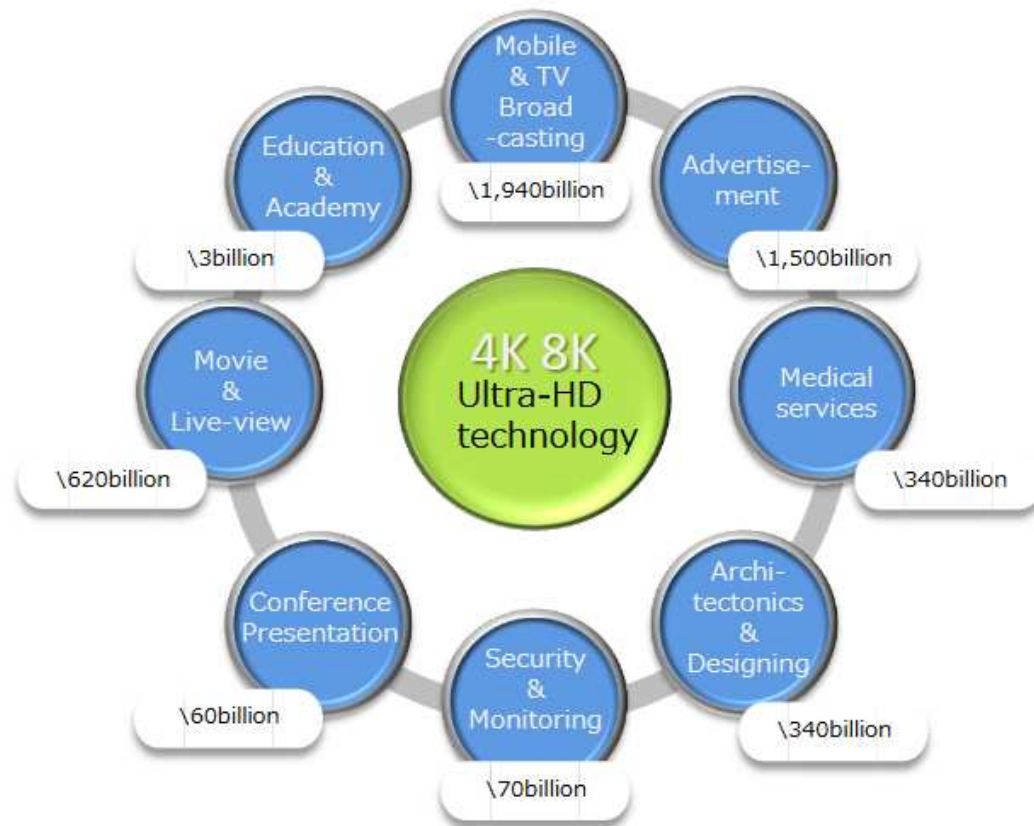 Mobile
& TV
Broad
-casting
\1,940billion
Advertise-
ment
\1,500billion
Medical
services
\340billion
Archi-
tectonics
&
Designing
\340billion
Security
&
Monitoring
\70billion
Conference
Presentation
\60billion
Movie
&
Live-view
\620billion
Education
&
Academy
\3billion
4K 8K
Ultra-HD
technology